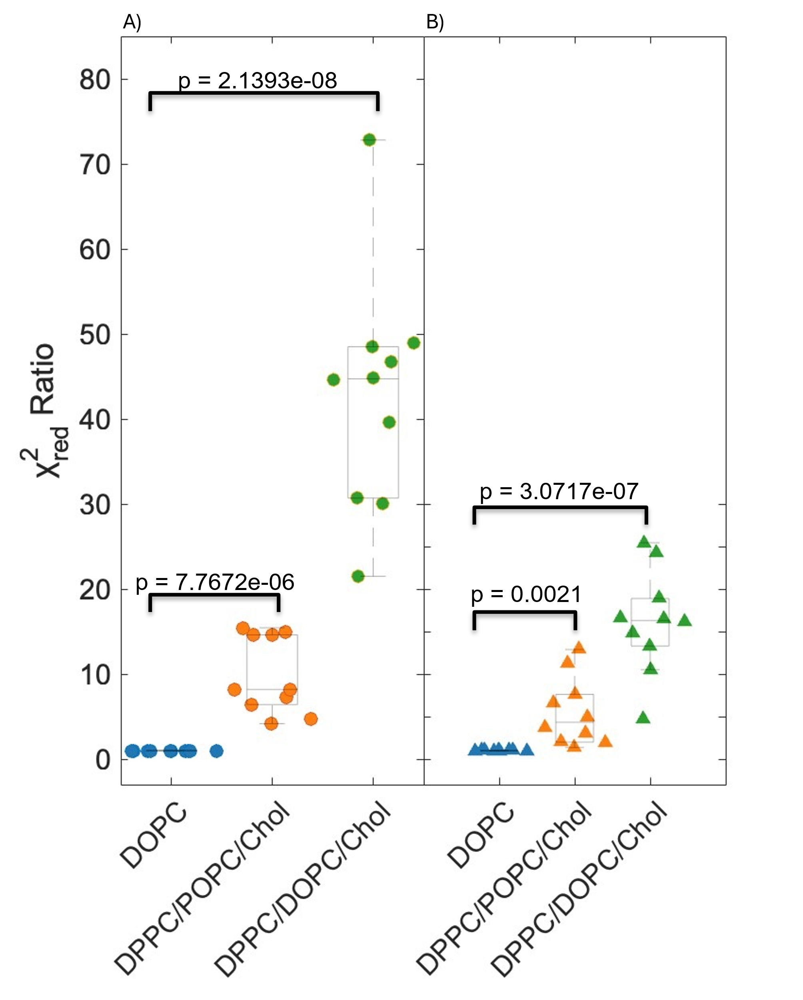 A)
B)
χ²red Ratio
80
70
60
50
40
30
20
10
0
p = 2.1393e-08
p = 7.7672e-06
p = 3.0717e-07
p = 0.0021
DOPC
DPPC/POPC/Chol
DPPC/DOPC/Chol
DOPC
DPPC/POPC/Chol
DPPC/DOPC/Chol